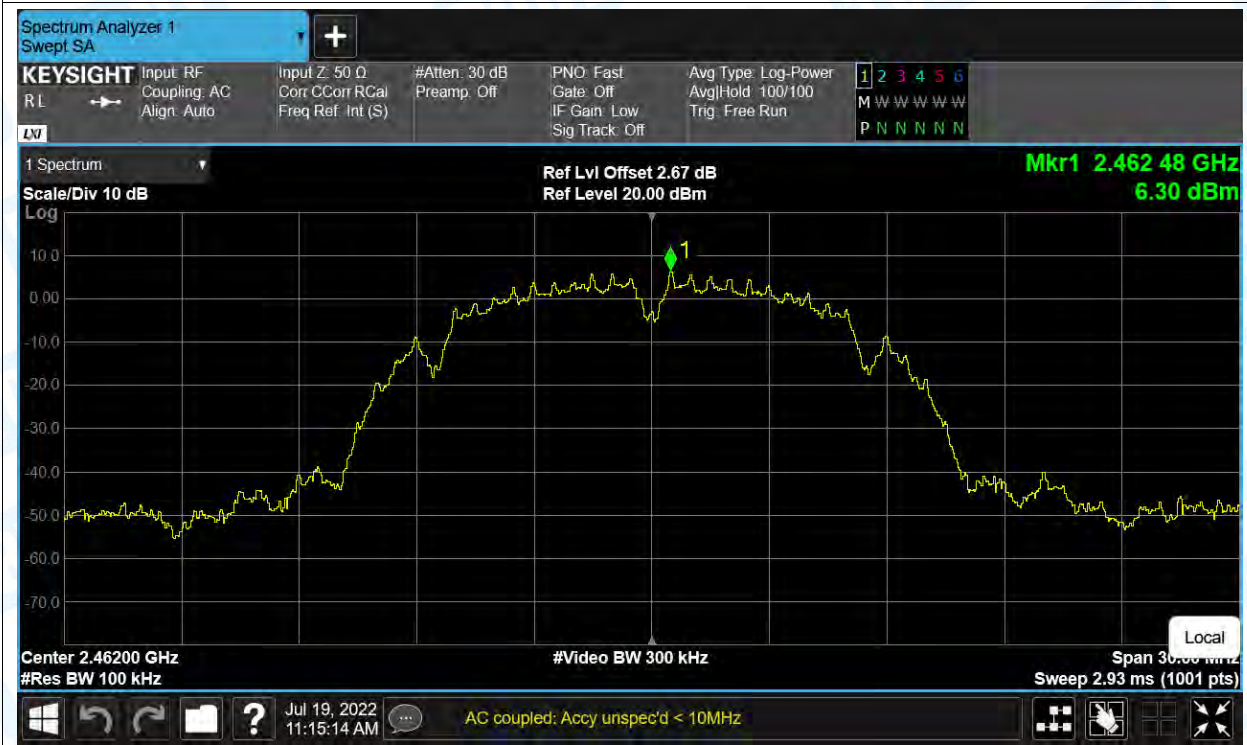 Spectrum Analyzer 1
Swept SA
+
KEYSIGHT
RL
LXI
Input: RF
Coupling: AC
Align: Auto
Input Z: 50 Ω
Corr CCorr RCal
Freq Ref: Int (S)
#Atten: 30 dB
Preamp: Off
PNO: Fast
Gate: Off
IF Gain: Low
Sig Track: Off
Avg Type: Log-Power
Avg|Hold: 100/100
Trig: Free Run
1 2 3 4 5 6
M W W W W W
P N N N N N
1 Spectrum
Scale/Div 10 dB
Log
Ref Lvl Offset 2.67 dB
Ref Level 20.00 dBm
Mkr1 2.462 48 GHz
6.30 dBm
1
10.0
0.00
-10.0
-20.0
-30.0
-40.0
-50.0
-60.0
-70.0
Local
Center 2.46200 GHz
#Video BW 300 kHz
Span 30.00 MHz
#Res BW 100 kHz
Sweep 2.93 ms (1001 pts)
?
Jul 19, 2022
11:15:14 AM
AC coupled: Accy unspec'd < 10MHz